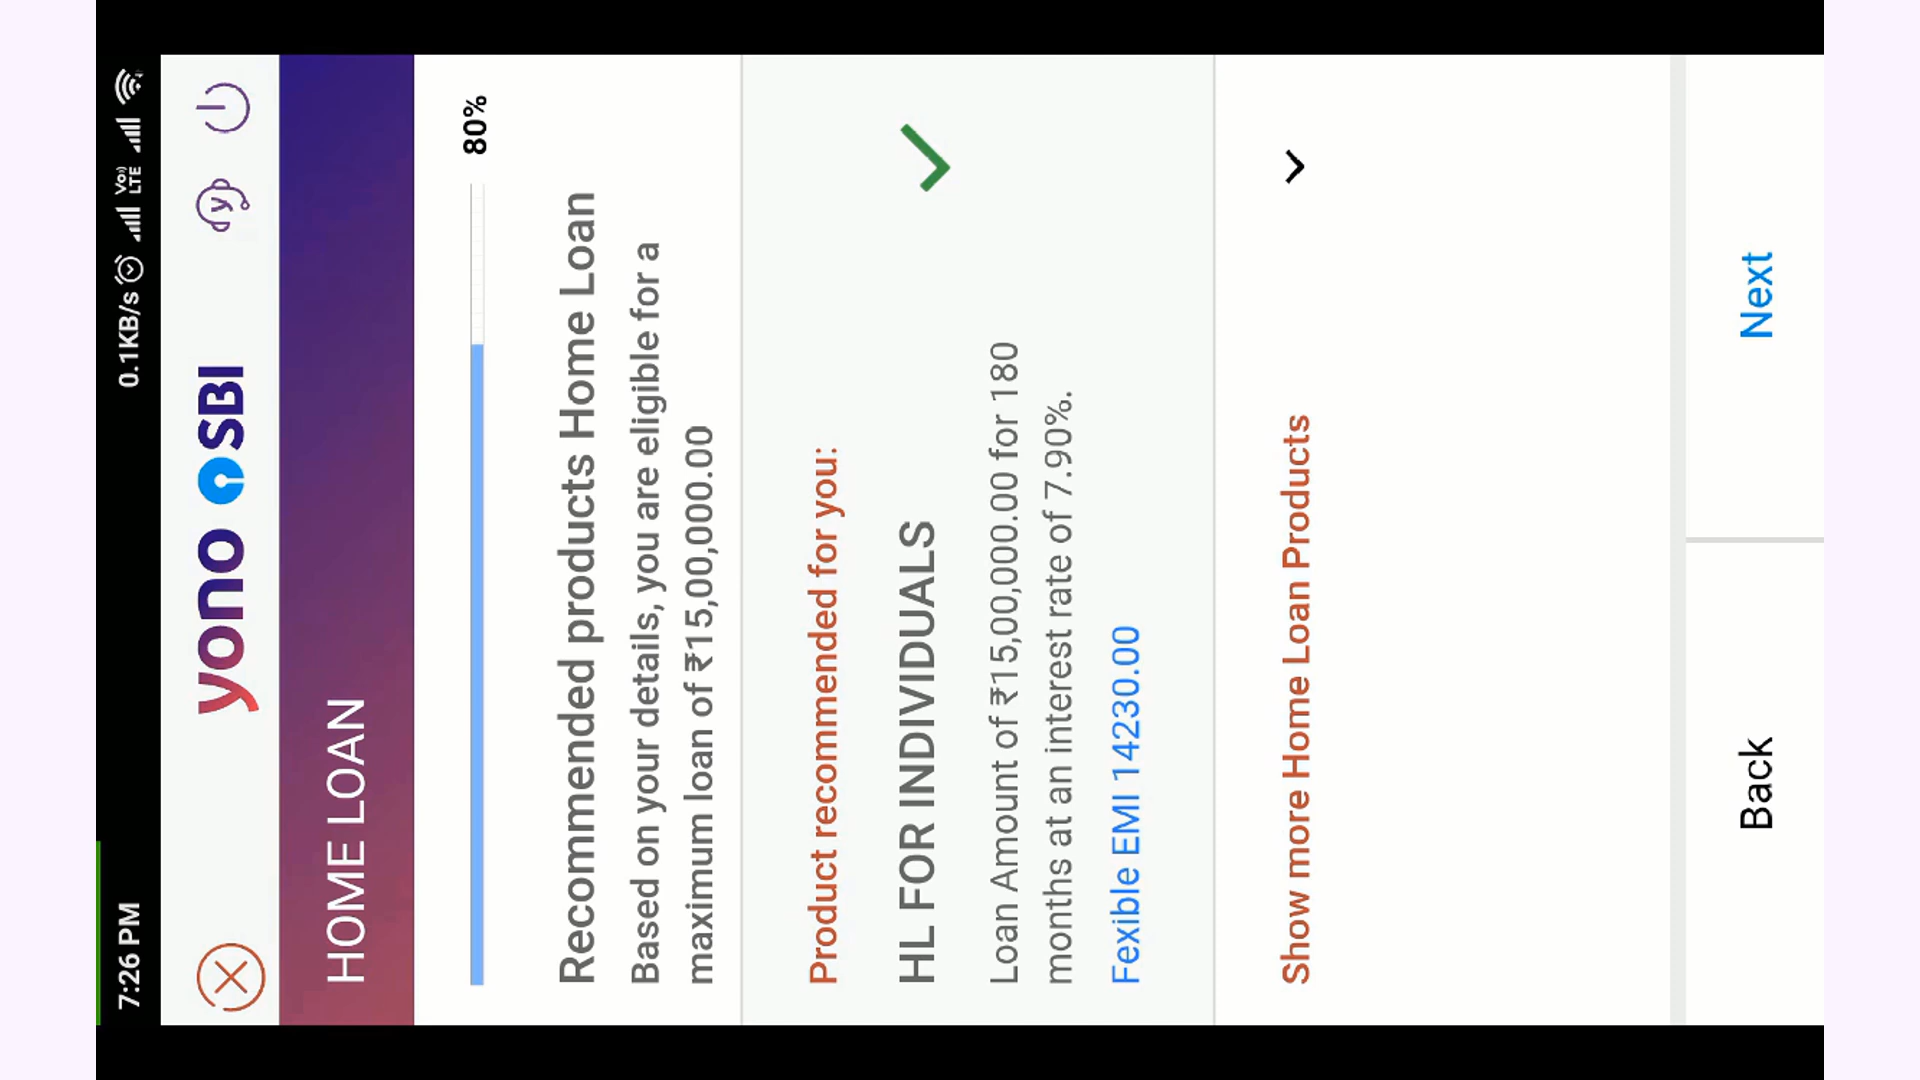 7:26 PM
0.1KB/s
Vo))
LTE
yono SBI
y
HOME LOAN
80%
Recommended products Home Loan
Based on your details, you are eligible for a
maximum loan of ₹15,00,000.00
Product recommended for you:
HL FOR INDIVIDUALS
Loan Amount of ₹15,00,000.00 for 180
months at an interest rate of 7.90%.
Fexible EMI 14230.00
Show more Home Loan Products
Back
Next